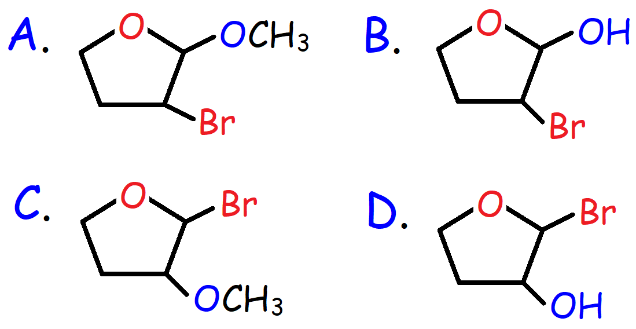 A. O OCH3 Br
B. O OH Br
C. O Br OCH3
D. O Br OH